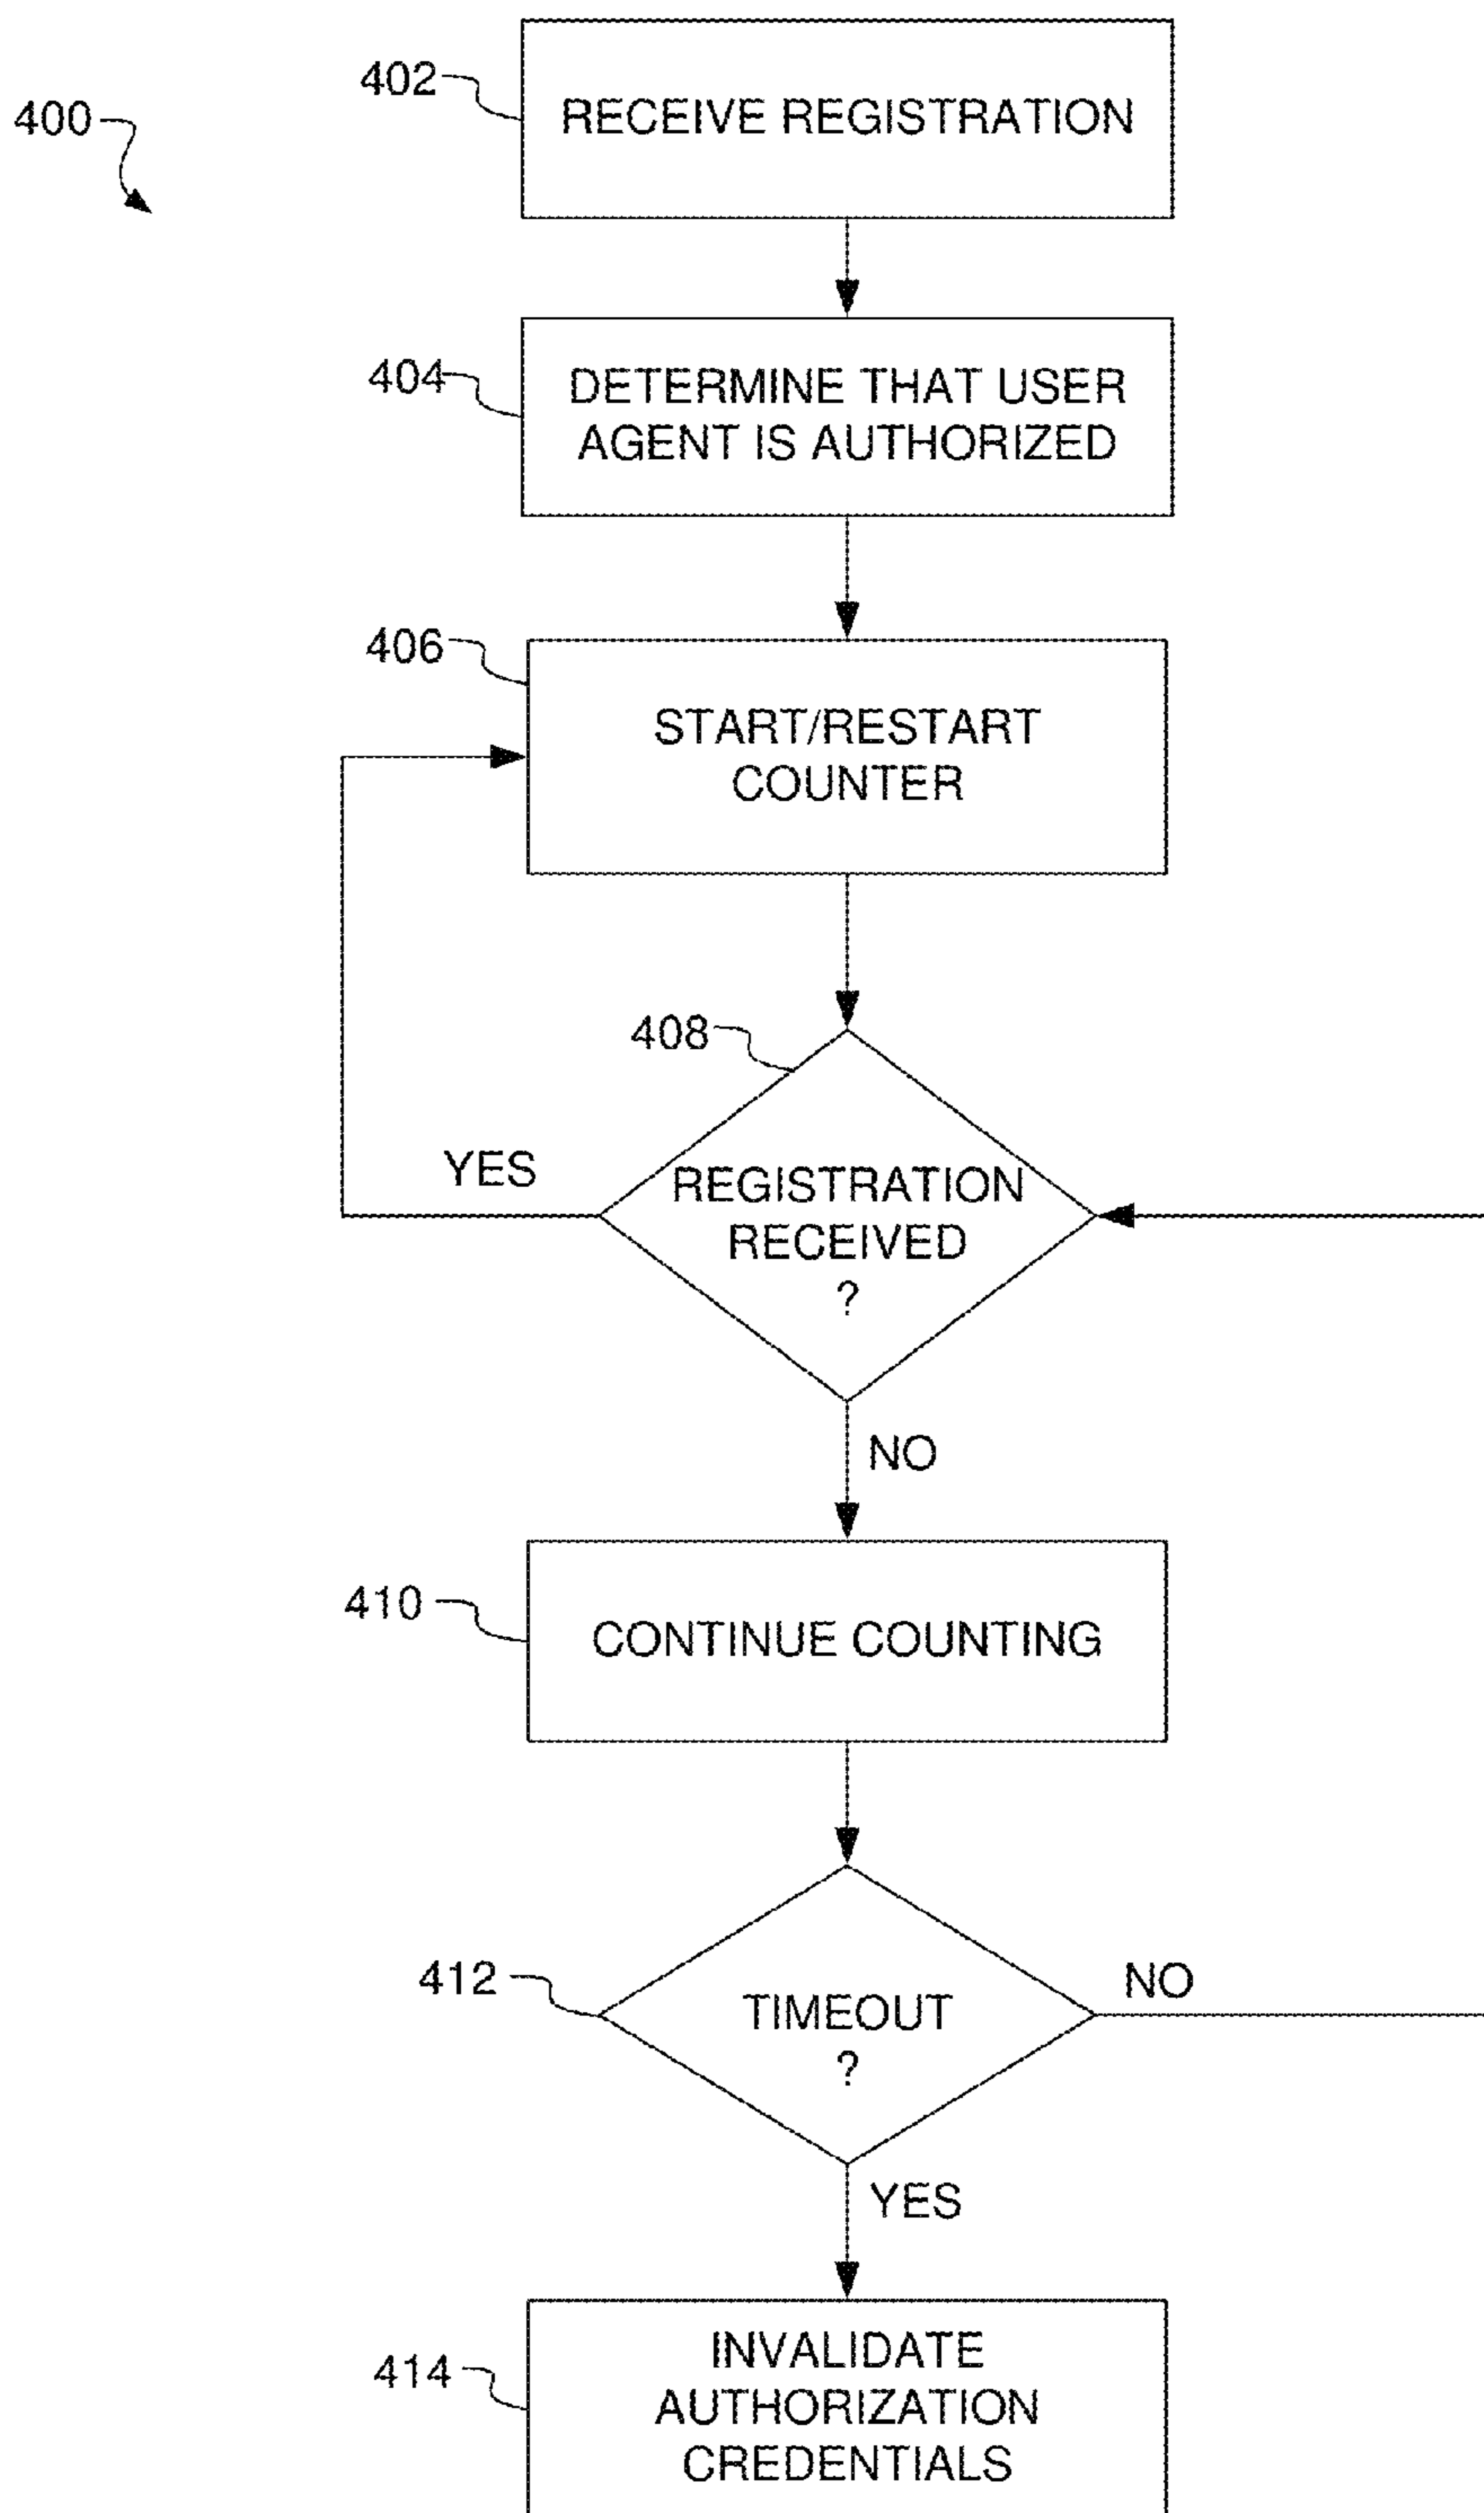 402
RECEIVE REGISTRATION
400
404
DETERMINE THAT USER
AGENT IS AUTHORIZED
406
START/RESTART
COUNTER
408
YES
REGISTRATION
RECEIVED
?
NO
410
CONTINUE COUNTING
412
TIMEOUT
?
NO
YES
414
INVALIDATE
AUTHORIZATION
CREDENTIALS